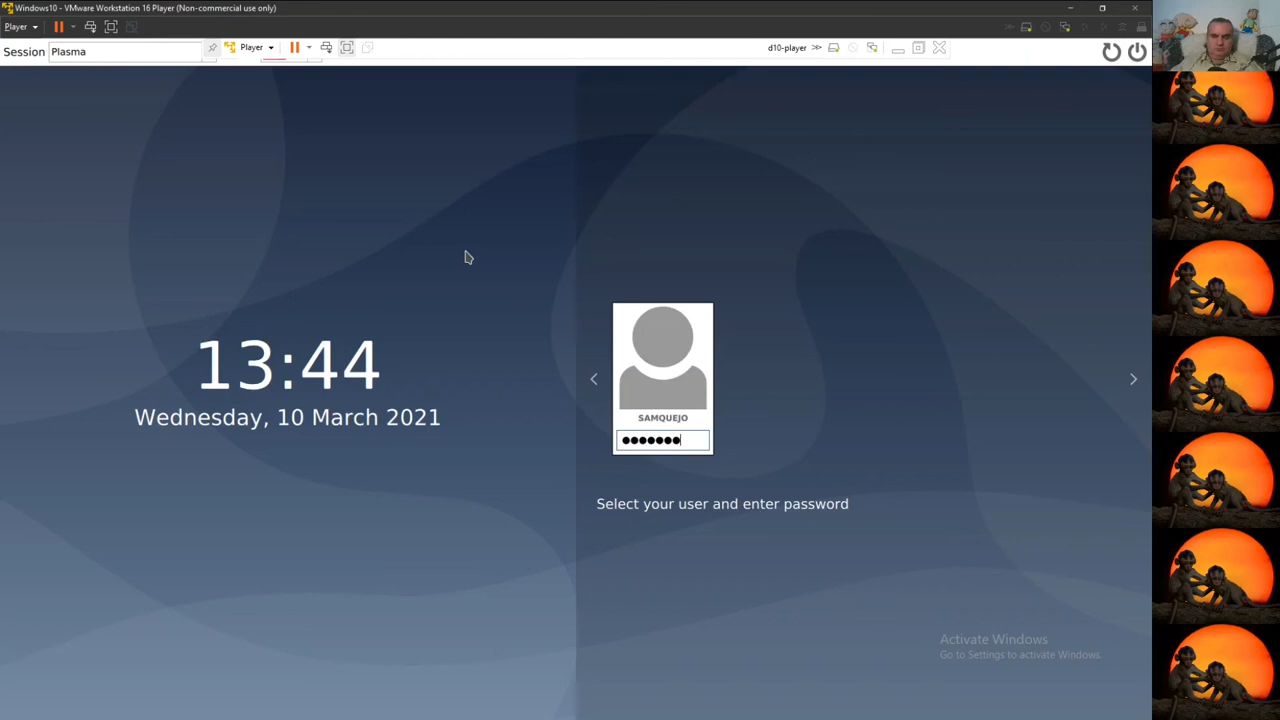 Windows10 - VMware Workstation 16 Player (Non-commercial use only)
Player
Session
Plasma
Player
d10-player
13:44
Wednesday, 10 March 2021
SAMQUEJO
Select your user and enter password
Activate Windows
Go to Settings to activate Windows.